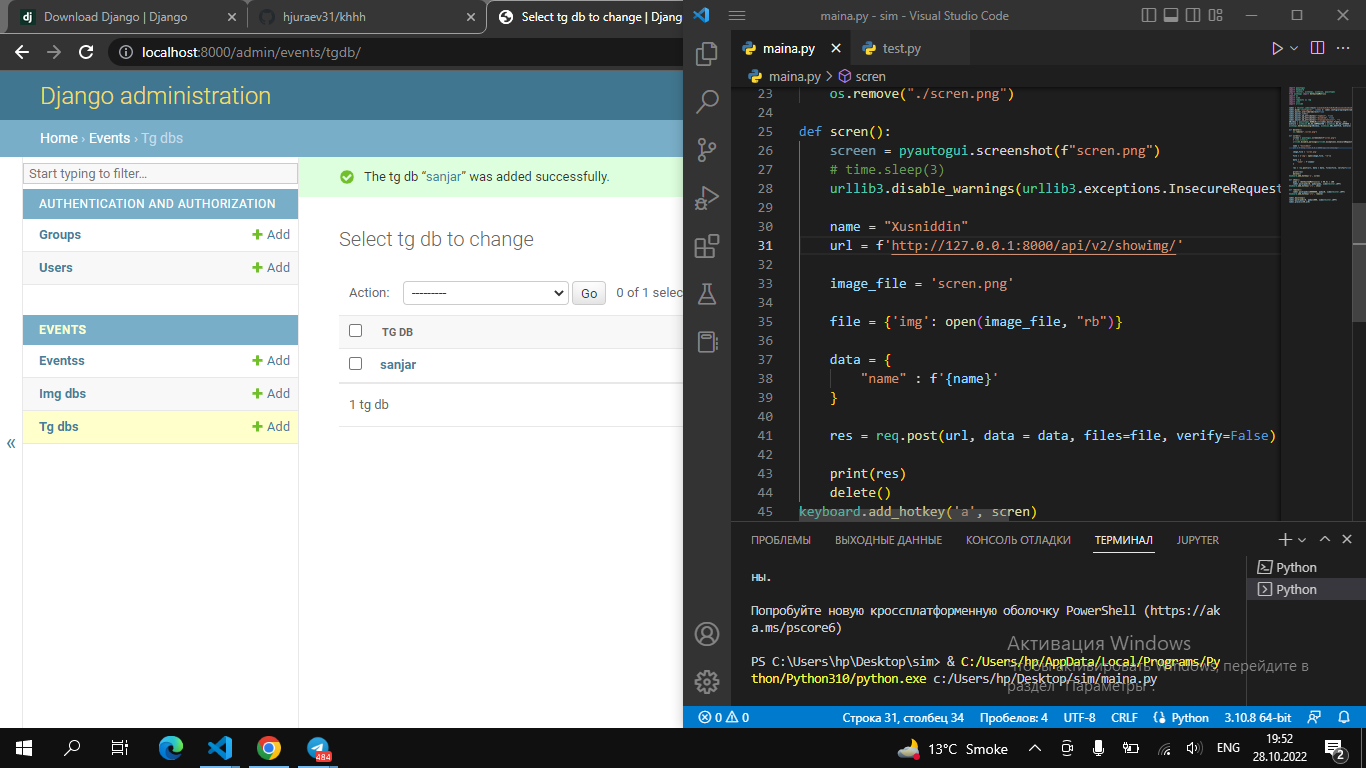 Download Django | Django
hjuraev31/khhh
Select tg db to change | Djang
localhost:8000/admin/events/tgdb/
Django administration
Home › Events › Tg dbs
Start typing to filter...
AUTHENTICATION AND AUTHORIZATION
Groups
Add
Users
Add
EVENTS
Eventss
Add
Img dbs
Add
Tg dbs
Add
«
The tg db “sanjar” was added successfully.
Select tg db to change
Action:
---------
Go
0 of 1 selec
TG DB
sanjar
1 tg db
maina.py - sim - Visual Studio Code
maina.py
test.py
maina.py > scren
23 os.remove("./scren.png")
24
25 def scren():
26 screen = pyautogui.screenshot(f"scren.png")
27 # time.sleep(3)
28 urllib3.disable_warnings(urllib3.exceptions.InsecureRequest
29
30 name = "Xusniddin"
31 url = f'http://127.0.0.1:8000/api/v2/showimg/'
32
33 image_file = 'scren.png'
34
35 file = {'img': open(image_file, "rb")}
36
37 data = {
38 "name" : f'{name}'
39 }
40
41 res = req.post(url, data = data, files=file, verify=False)
42
43 print(res)
44 delete()
45 keyboard.add_hotkey('a', scren)
ПРОБЛЕМЫ
ВЫХОДНЫЕ ДАННЫЕ
КОНСОЛЬ ОТЛАДКИ
ТЕРМИНАЛ
JUPYTER
Python
Python
ны.
Попробуйте новую кроссплатформенную оболочку PowerShell (https://ak
a.ms/pscore6)
PS C:\Users\hp\Desktop\sim> & C:/Users/hp/AppData/Local/Programs/Py
thon/Python310/python.exe c:/Users/hp/Desktop/sim/maina.py
Активация Windows
Чтобы активировать Windows, перейдите в
раздел "Параметры".
0
0
Строка 31, столбец 34
Пробелов: 4
UTF-8
CRLF
Python
3.10.8 64-bit
484
13°C Smoke
ENG
19:52
28.10.2022
2